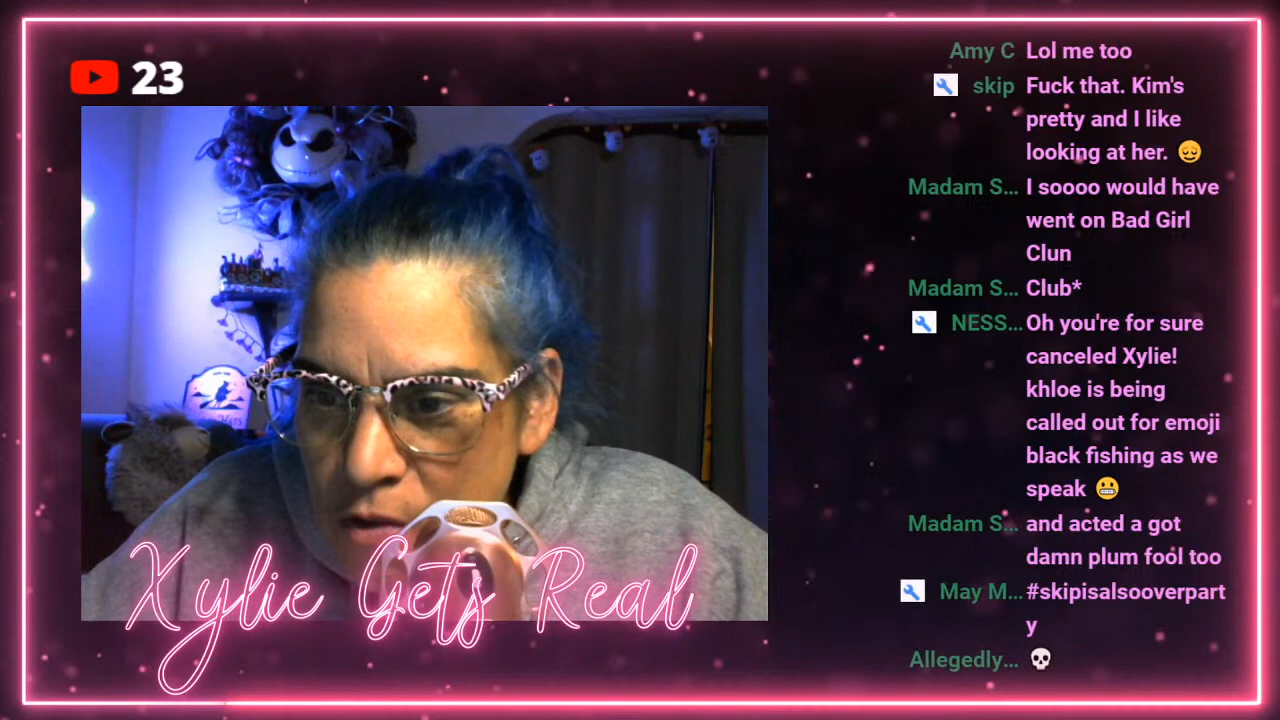 23
Xylie Gets Real
Amy C Lol me too
skip Fuck that. Kim's
pretty and I like
looking at her. 😌
Madam S... I soooo would have
went on Bad Girl
Clun
Madam S... Club*
NESS... Oh you're for sure
canceled Xylie!
khloe is being
called out for emoji
black fishing as we
speak 😬
Madam S... and acted a got
damn plum fool too
May M... #skipisalsooverpart
y
Allegedly... 💀